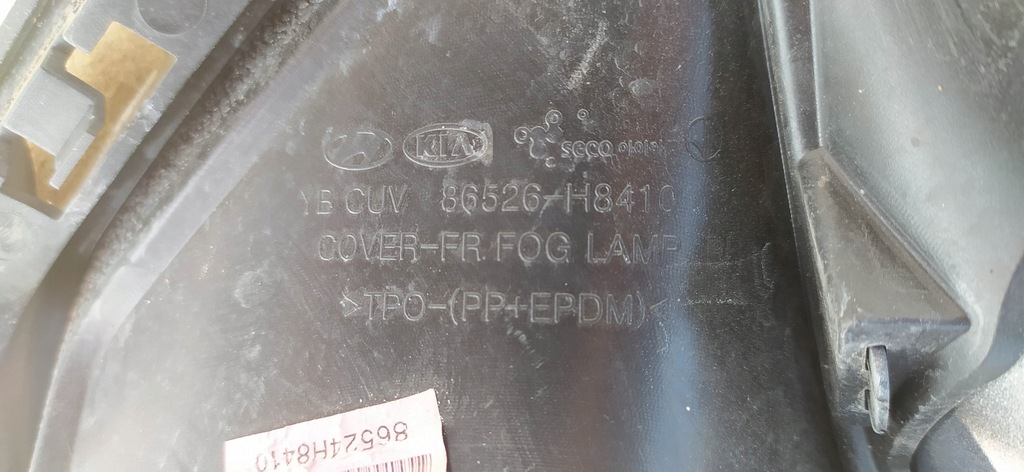 KIA seco
YB CUV 86526-H8410
COVER-FR FOG LAMP
>TPO-(PP+EPDM)<
86524H8410